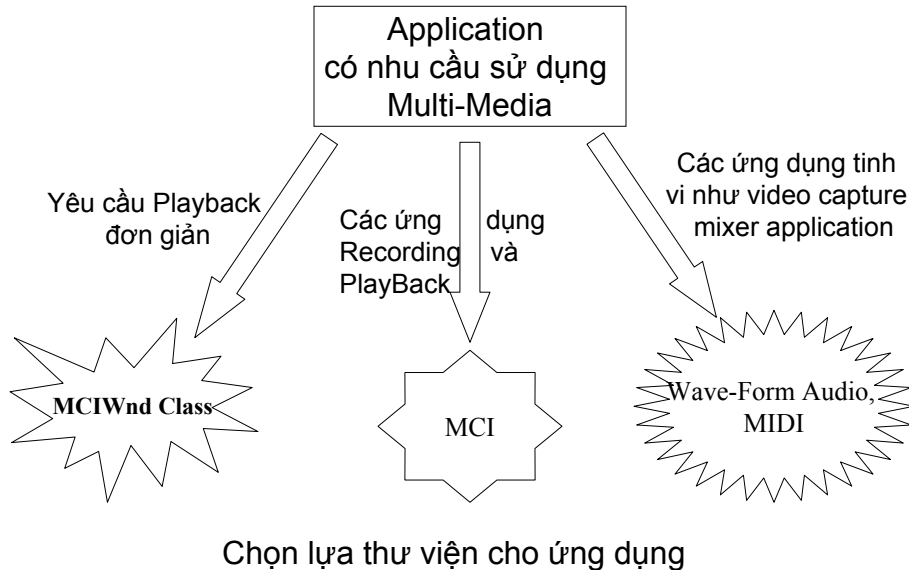 Application
có nhu cầu sử dụng
Multi-Media
Yêu cầu Playback
đơn giản
Các ứng dụng
Recording và
PlayBack
Các ứng dụng tinh
vi như video capture
mixer application
MCIWnd Class
MCI
Wave-Form Audio,
MIDI
Chọn lựa thư viện cho ứng dụng